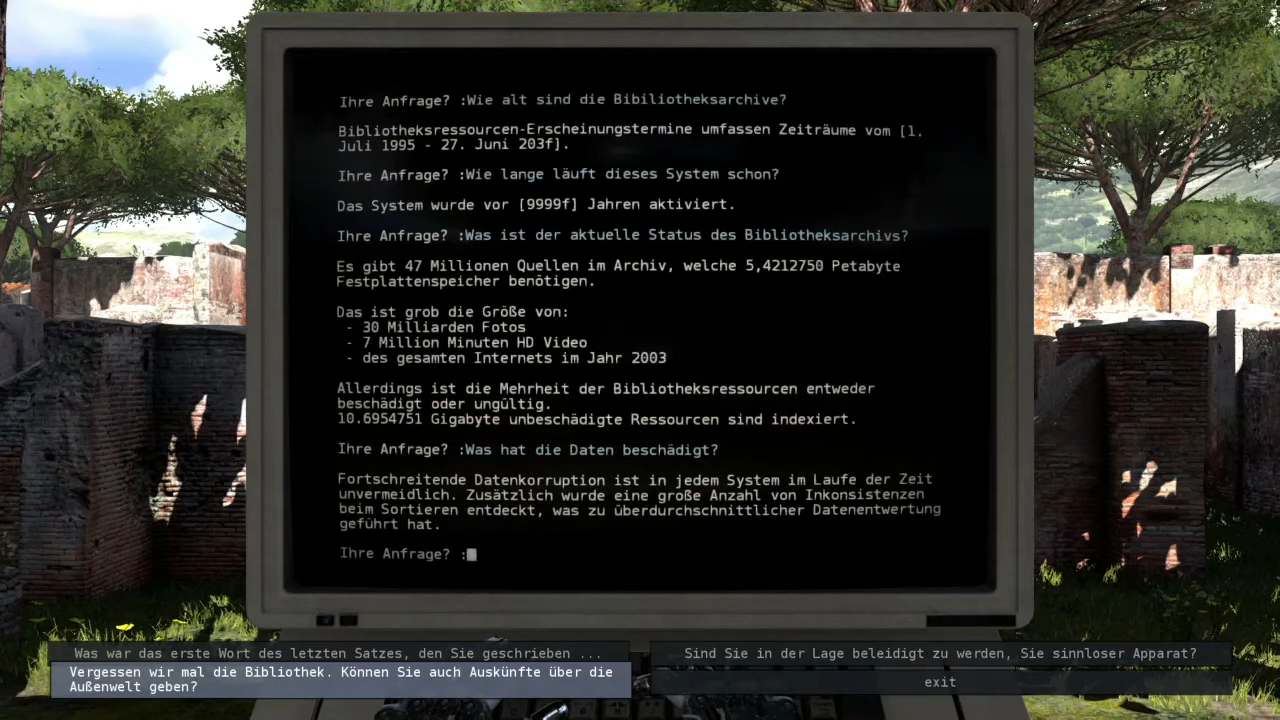 Ihre Anfrage? :Wie alt sind die Bibiliotheksarchive?
Bibliotheksressourcen-Erscheinungstermine umfassen Zeiträume vom [1.
Juli 1995 - 27. Juni 203f].
Ihre Anfrage? :Wie lange läuft dieses System schon?
Das System wurde vor [9999f] Jahren aktiviert.
Ihre Anfrage? :Was ist der aktuelle Status des Bibliotheksarchivs?
Es gibt 47 Millionen Quellen im Archiv, welche 5,4212750 Petabyte
Festplattenspeicher benötigen.
Das ist grob die Größe von:
- 30 Milliarden Fotos
- 7 Million Minuten HD Video
- des gesamten Internets im Jahr 2003
Allerdings ist die Mehrheit der Bibliotheksressourcen entweder
beschädigt oder ungültig.
10.6954751 Gigabyte unbeschädigte Ressourcen sind indexiert.
Ihre Anfrage? :Was hat die Daten beschädigt?
Fortschreitende Datenkorruption ist in jedem System im Laufe der Zeit
unvermeidlich. Zusätzlich wurde eine große Anzahl von Inkonsistenzen
beim Sortieren entdeckt, was zu überdurchschnittlicher Datenentwertung
geführt hat.
Ihre Anfrage? :
Was war das erste Wort des letzten Satzes, den Sie geschrieben ...
Sind Sie in der Lage beleidigt zu werden, Sie sinnloser Apparat?
Vergessen wir mal die Bibliothek. Können Sie auch Auskünfte über die
Außenwelt geben?
exit